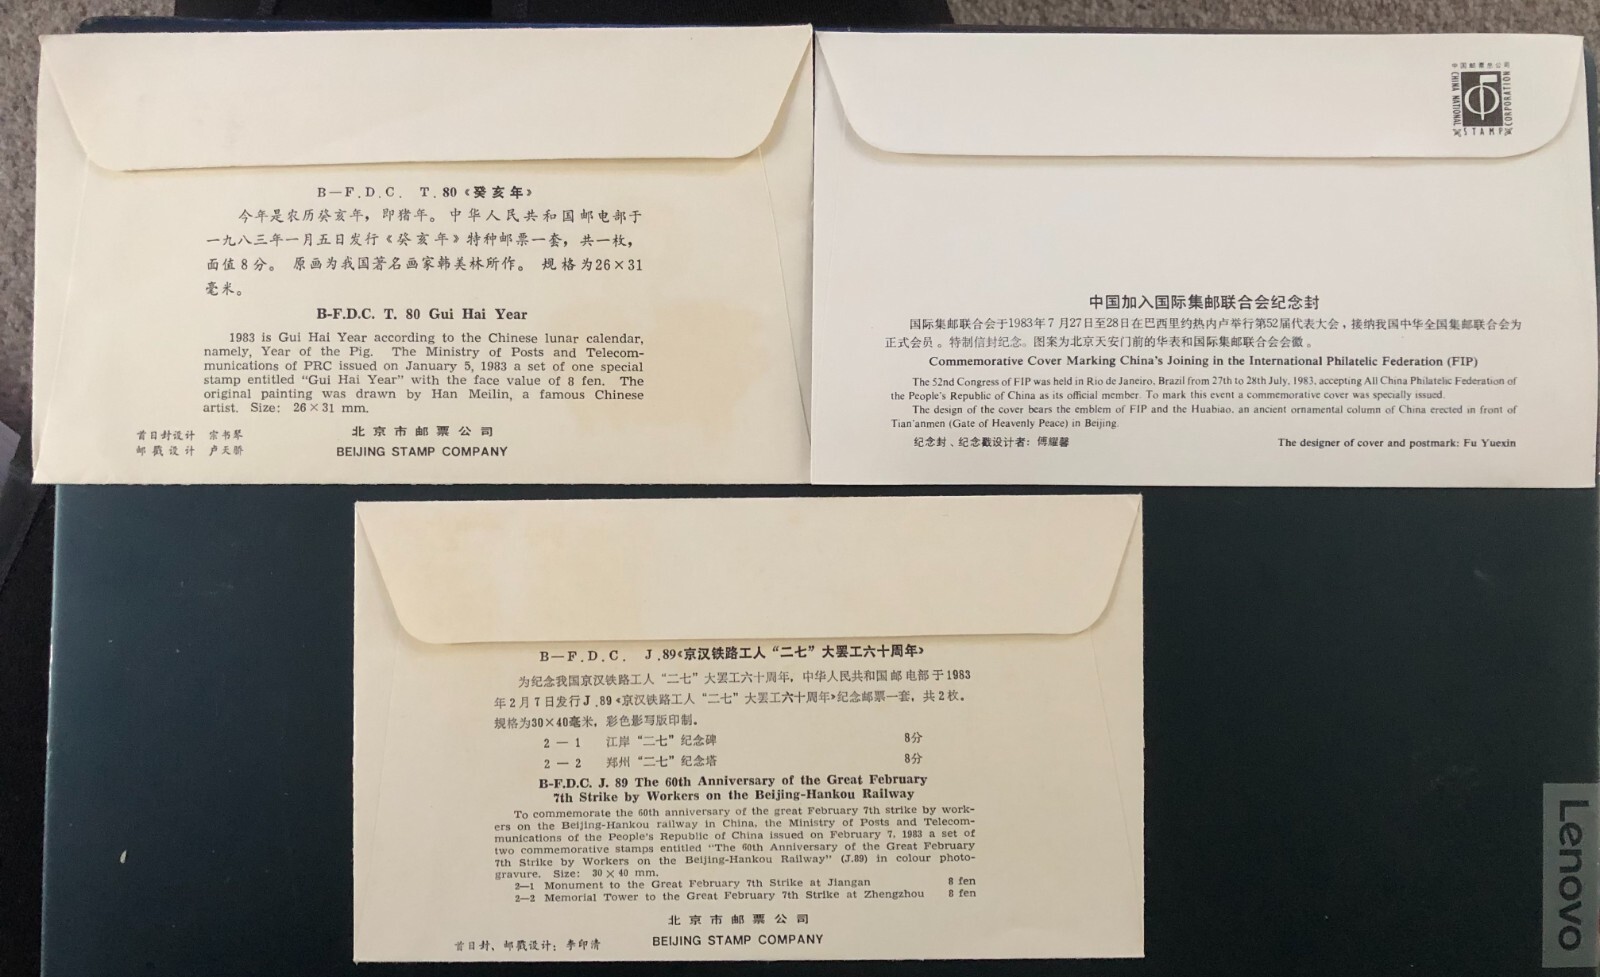 B—F.D.C. T.80《癸亥年》
今年是农历癸亥年，即猪年。中华人民共和国邮电部于
一九八三年一月五日发行《癸亥年》特种邮票一套，共一枚，
面值8分。 原画为我国著名画家韩美林所作。 规格为26×31
毫米。
B-F.D.C. T. 80 Gui Hai Year
1983 is Gui Hai Year according to the Chinese lunar calendar,
namely, Year of the Pig. The Ministry of Posts and Telecom-
munications of PRC issued on January 5, 1983 a set of one special
stamp entitled "Gui Hai Year" with the face value of 8 fen. The
original painting was drawn by Han Meilin, a famous Chinese
artist. Size: 26×31 mm.
首日封设计 宗书琴
邮戳设计 卢天骄
北京市邮票公司
BEIJING STAMP COMPANY
中国邮票总公司
CHINA NATIONAL
STAMP
CORPORATION
中国加入国际集邮联合会纪念封
国际集邮联合会于1983年7月27日至28日在巴西里约热内卢举行第52届代表大会，接纳我国中华全国集邮联合会为
正式会员。特制信封纪念。图案为北京天安门前的华表和国际集邮联合会会徽。
Commemorative Cover Marking China's Joining in the International Philatelic Federation (FIP)
The 52nd Congress of FIP was held in Rio de Janeiro, Brazil from 27th to 28th July, 1983, accepting All China Philatelic Federation of
the People's Republic of China as its official member. To mark this event a commemorative cover was specially issued.
The design of the cover bears the emblem of FIP and the Huabiao, an ancient ornamental column of China erected in front of
Tian'anmen (Gate of Heavenly Peace) in Beijing.
纪念封、纪念戳设计者：傅耀馨
The designer of cover and postmark: Fu Yuexin
B—F.D.C. J.89《京汉铁路工人“二七”大罢工六十周年》
为纪念我国京汉铁路工人“二七”大罢工六十周年，中华人民共和国邮电部于1983
年2月7日发行J.89《京汉铁路工人“二七”大罢工六十周年》纪念邮票一套，共2枚。
规格为30×40毫米，彩色影写版印制。
2—1 江岸“二七”纪念碑 8分
2—2 郑州“二七”纪念塔 8分
B-F.D.C. J. 89 The 60th Anniversary of the Great February
7th Strike by Workers on the Beijing-Hankou Railway
To commemorate the 60th anniversary of the great February 7th strike by work-
ers on the Beijing-Hankou railway in China, the Ministry of Posts and Telecom-
munications of the People's Republic of China issued on February 7, 1983 a set of
two commemorative stamps entitled "The 60th Anniversary of the Great February
7th Strike by Workers on the Beijing-Hankou Railway" (J.89) in colour photo-
gravure. Size: 30×40 mm.
2—1 Monument to the Great February 7th Strike at Jiangan 8 fen
2—2 Memorial Tower to the Great February 7th Strike at Zhengzhou 8 fen
首日封、邮戳设计：李印清
北京市邮票公司
BEIJING STAMP COMPANY
Lenovo